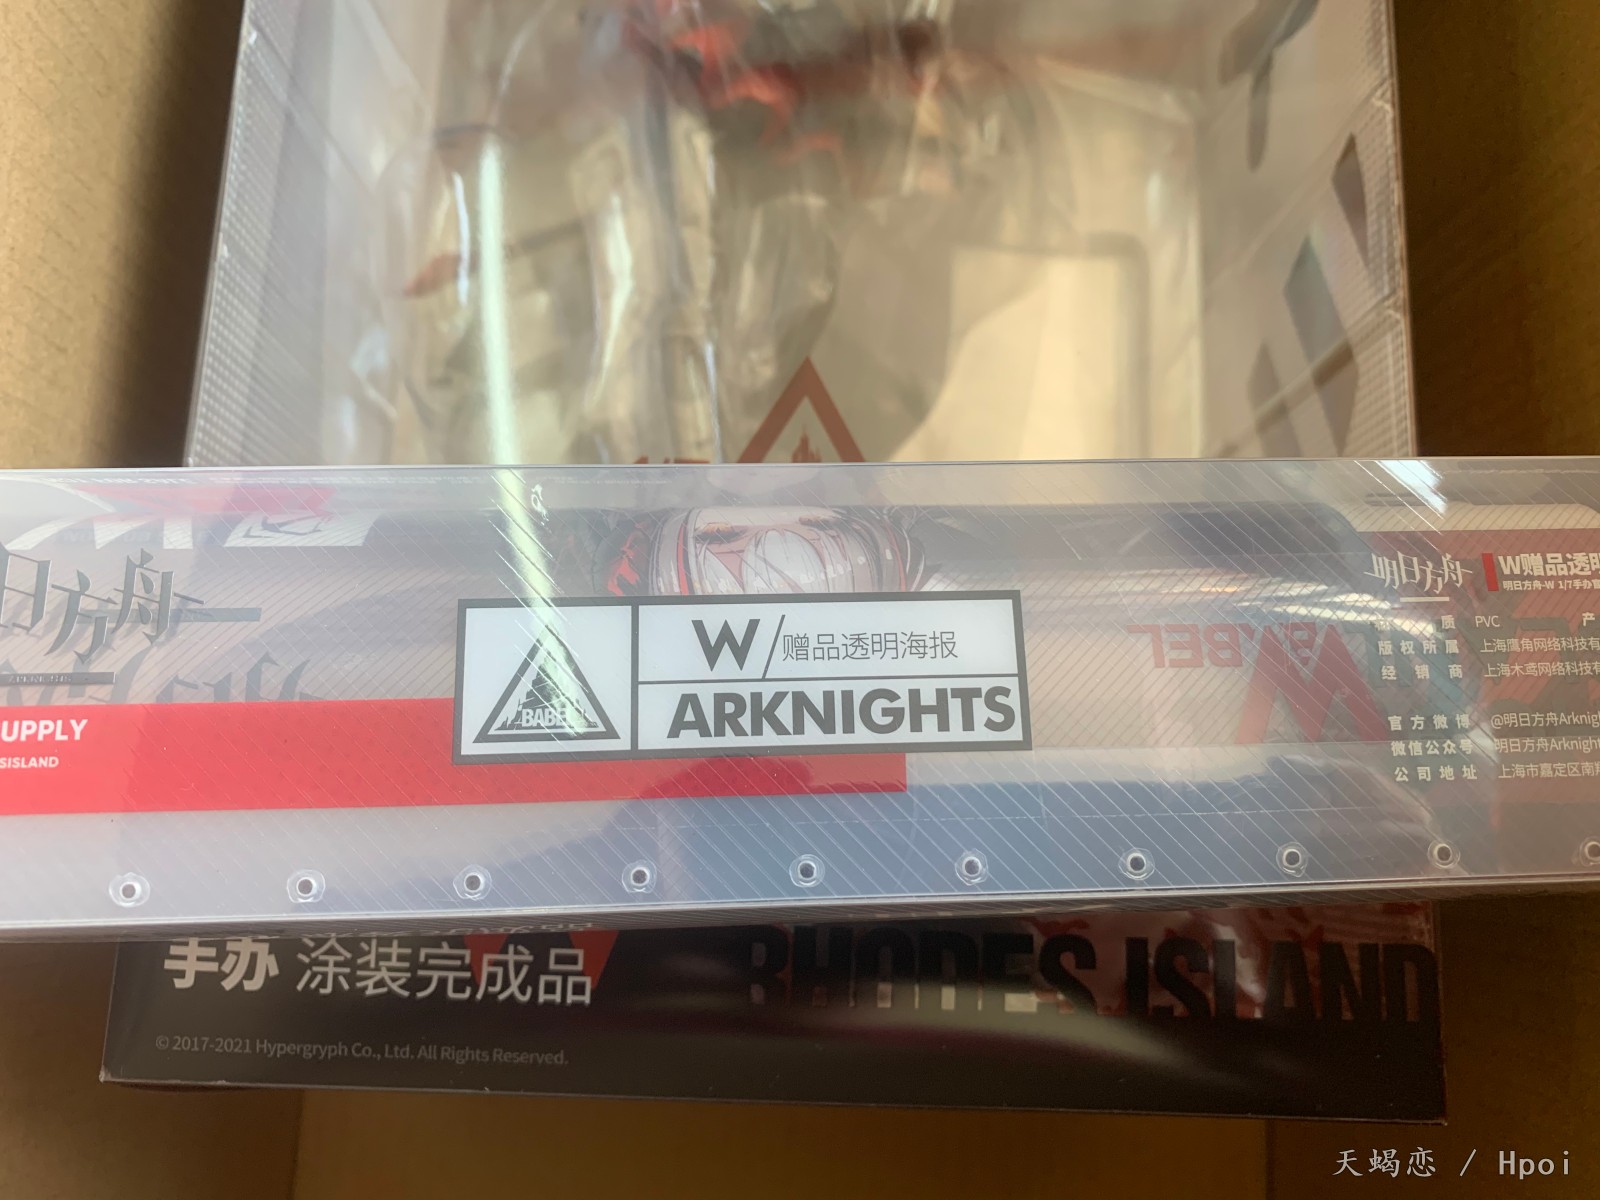 日方舟
UPPLY
SISLAND
BABEL
W/赠品透明海报
ARKNIGHTS
明日方舟
W赠品透明
明日方舟-W 1/7手办
质 PVC 产
版权所属 上海鹰角网络科技有
经销商 上海木鸢网络科技有
官方微博 @明日方舟Arknigh
微信公众号 明日方舟Arknight
公司地址 上海市嘉定区南翔
手办 涂装完成品
RHODES ISLAND
© 2017-2021 Hypergryph Co., Ltd. All Rights Reserved.
天蝎恋 / Hpoi